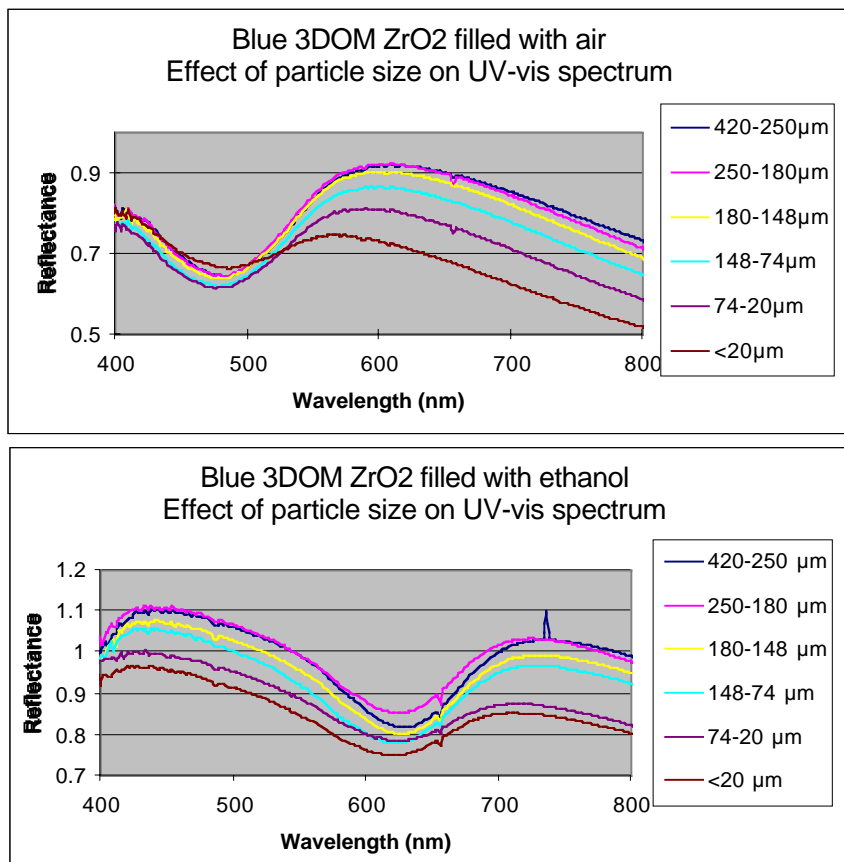 Blue 3DOM ZrO2 filled with air
Effect of particle size on UV-vis spectrum
Reflectance
0.9
0.7
0.5
400
500
600
700
800
Wavelength (nm)
420-250µm
250-180µm
180-148µm
148-74µm
74-20µm
<20µm
Blue 3DOM ZrO2 filled with ethanol
Effect of particle size on UV-vis spectrum
Reflectance
1.2
1.1
1
0.9
0.8
0.7
400
500
600
700
800
Wavelength (nm)
420-250 µm
250-180 µm
180-148 µm
148-74 µm
74-20 µm
<20 µm